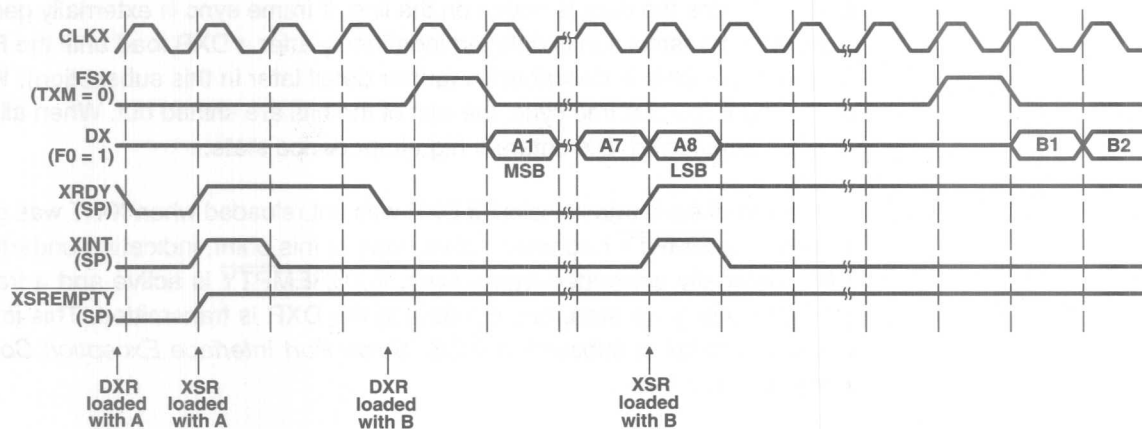 CLKX
FSX
(TXM = 0)
DX
(F0 = 1)
A1
A7
A8
B1
B2
MSB
LSB
XRDY
(SP)
XINT
(SP)
XSREMPTY
(SP)
DXR
loaded
with A
XSR
loaded
with A
DXR
loaded
with B
XSR
loaded
with B